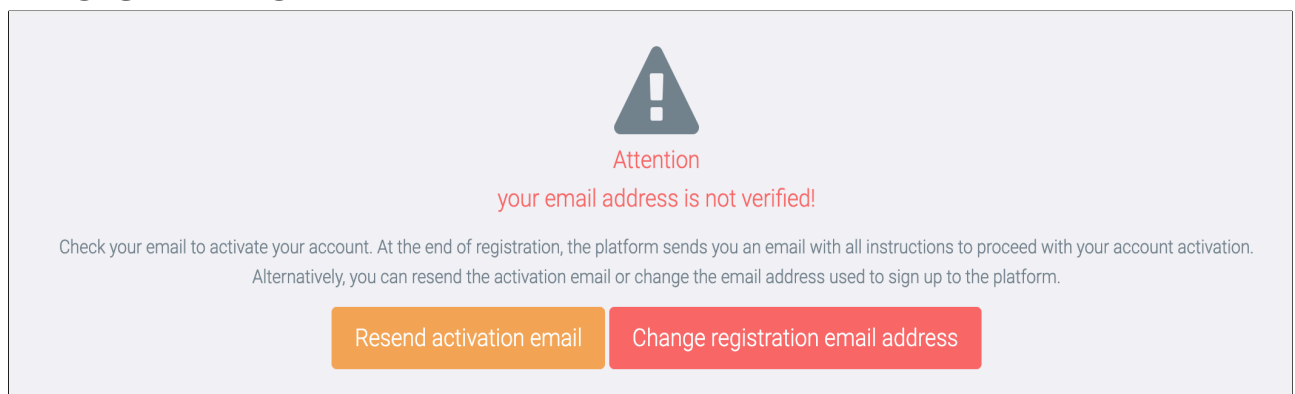 Attention
your email address is not verified!
Check your email to activate your account. At the end of registration, the platform sends you an email with all instructions to proceed with your account activation.
Alternatively, you can resend the activation email or change the email address used to sign up to the platform.
Resend activation email Change registration email address